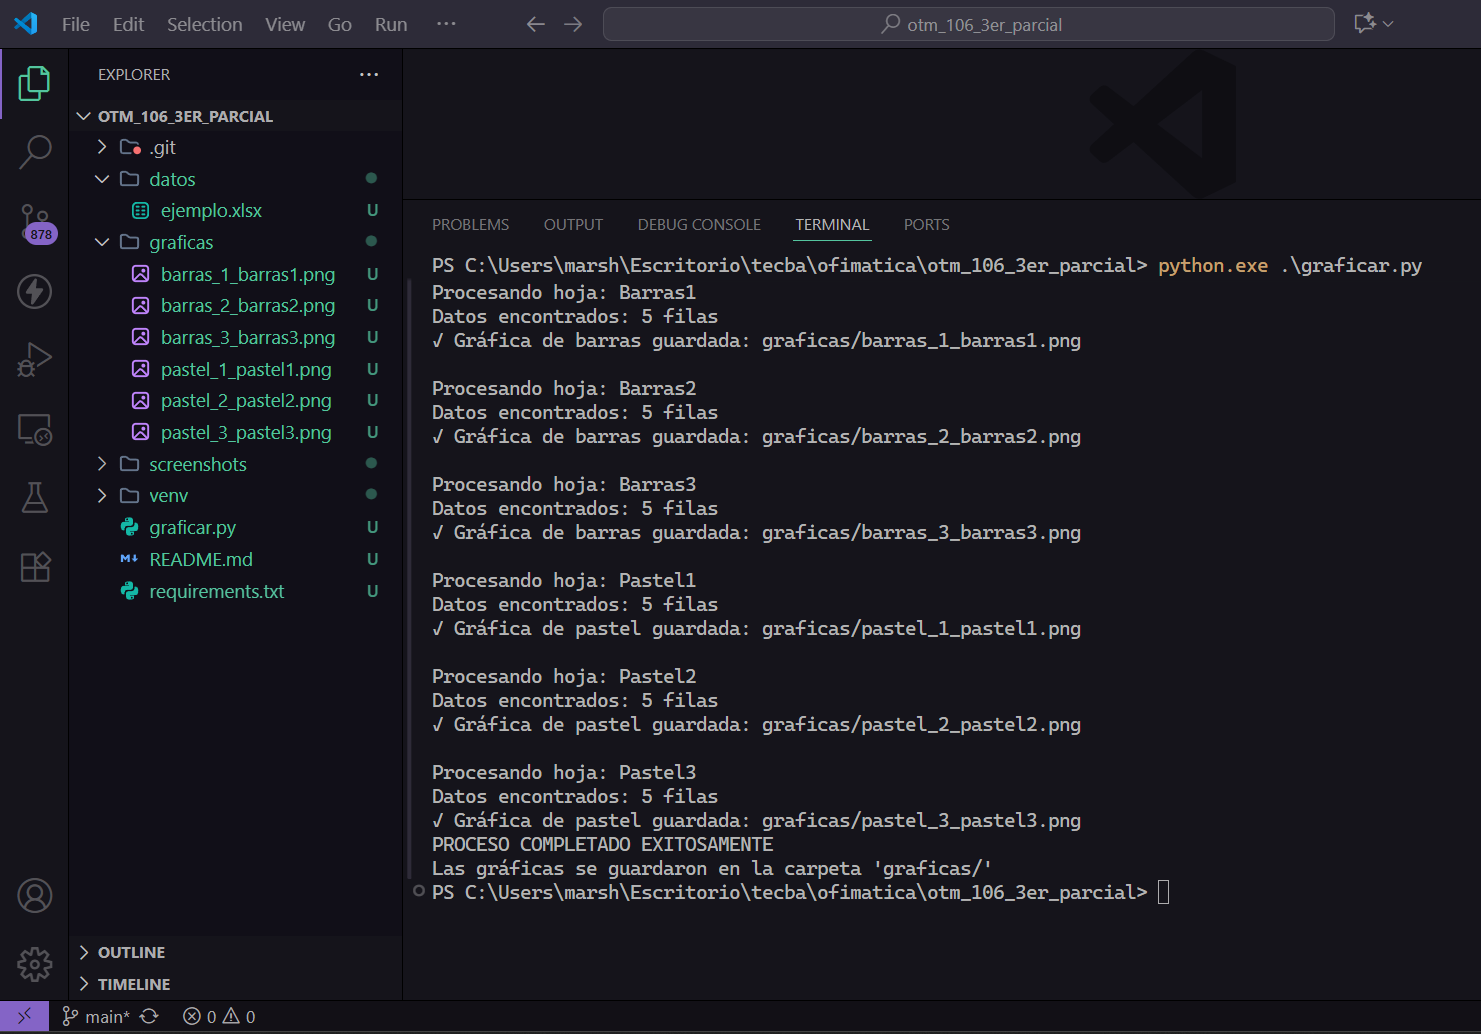 File Edit Selection View Go Run ···
otm_106_3er_parcial
EXPLORER ···
OTM_106_3ER_PARCIAL
.git
datos
ejemplo.xlsx U
graficas
barras_1_barras1.png U
barras_2_barras2.png U
barras_3_barras3.png U
pastel_1_pastel1.png U
pastel_2_pastel2.png U
pastel_3_pastel3.png U
screenshots
venv
graficar.py U
README.md U
requirements.txt U
878
OUTLINE
TIMELINE
PROBLEMS OUTPUT DEBUG CONSOLE TERMINAL PORTS
PS C:\Users\marsh\Escritorio\tecba\ofimatica\otm_106_3er_parcial> python.exe .\graficar.py
Procesando hoja: Barras1
Datos encontrados: 5 filas
√ Gráfica de barras guardada: graficas/barras_1_barras1.png
Procesando hoja: Barras2
Datos encontrados: 5 filas
√ Gráfica de barras guardada: graficas/barras_2_barras2.png
Procesando hoja: Barras3
Datos encontrados: 5 filas
√ Gráfica de barras guardada: graficas/barras_3_barras3.png
Procesando hoja: Pastel1
Datos encontrados: 5 filas
√ Gráfica de pastel guardada: graficas/pastel_1_pastel1.png
Procesando hoja: Pastel2
Datos encontrados: 5 filas
√ Gráfica de pastel guardada: graficas/pastel_2_pastel2.png
Procesando hoja: Pastel3
Datos encontrados: 5 filas
√ Gráfica de pastel guardada: graficas/pastel_3_pastel3.png
PROCESO COMPLETADO EXITOSAMENTE
Las gráficas se guardaron en la carpeta 'graficas/'
PS C:\Users\marsh\Escritorio\tecba\ofimatica\otm_106_3er_parcial>
main* 0 0